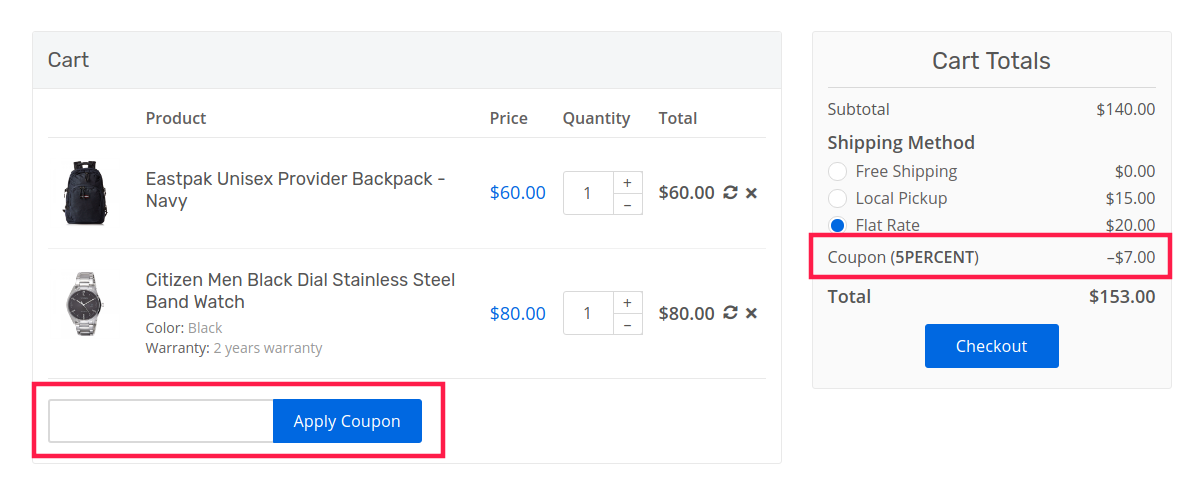 Cart
Product Price Quantity Total
Eastpak Unisex Provider Backpack -
Navy
$60.00 1 + − $60.00
Citizen Men Black Dial Stainless Steel
Band Watch
Color: Black
Warranty: 2 years warranty
$80.00 1 + − $80.00
Apply Coupon
Cart Totals
Subtotal $140.00
Shipping Method
Free Shipping $0.00
Local Pickup $15.00
Flat Rate $20.00
Coupon (5PERCENT) –$7.00
Total $153.00
Checkout